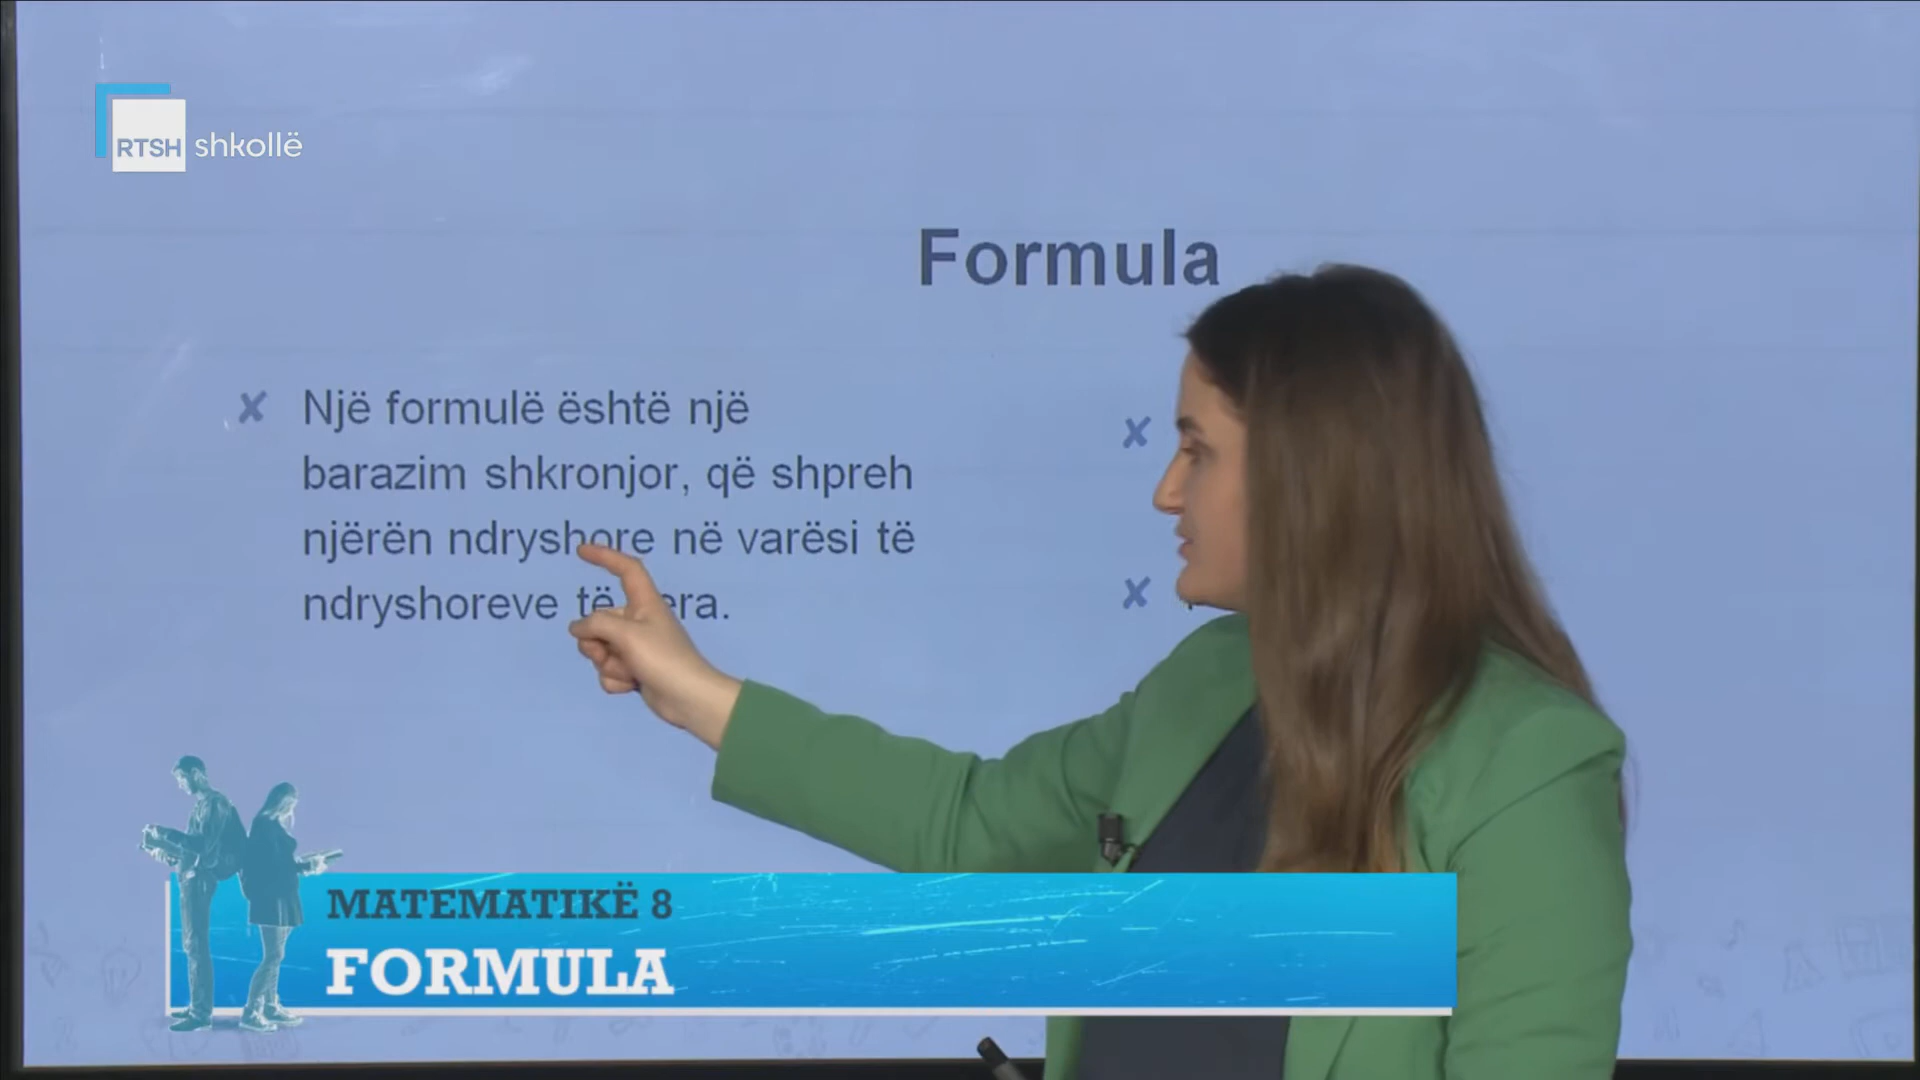 RTSH shkollë
Formula
✘ Një formulë është një
barazim shkronjor, që shpreh
njërën ndryshore në varësi të
ndryshoreve të
✘
✘
MATEMATIKË 8
FORMULA